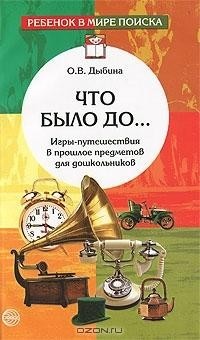 РЕБЕНОК В МИРЕ ПОИСКА
О.В. Дыбина
ЧТО
БЫЛО ДО...
Игры-путешествия
в прошлое предметов
для дошкольников
OZON.ru